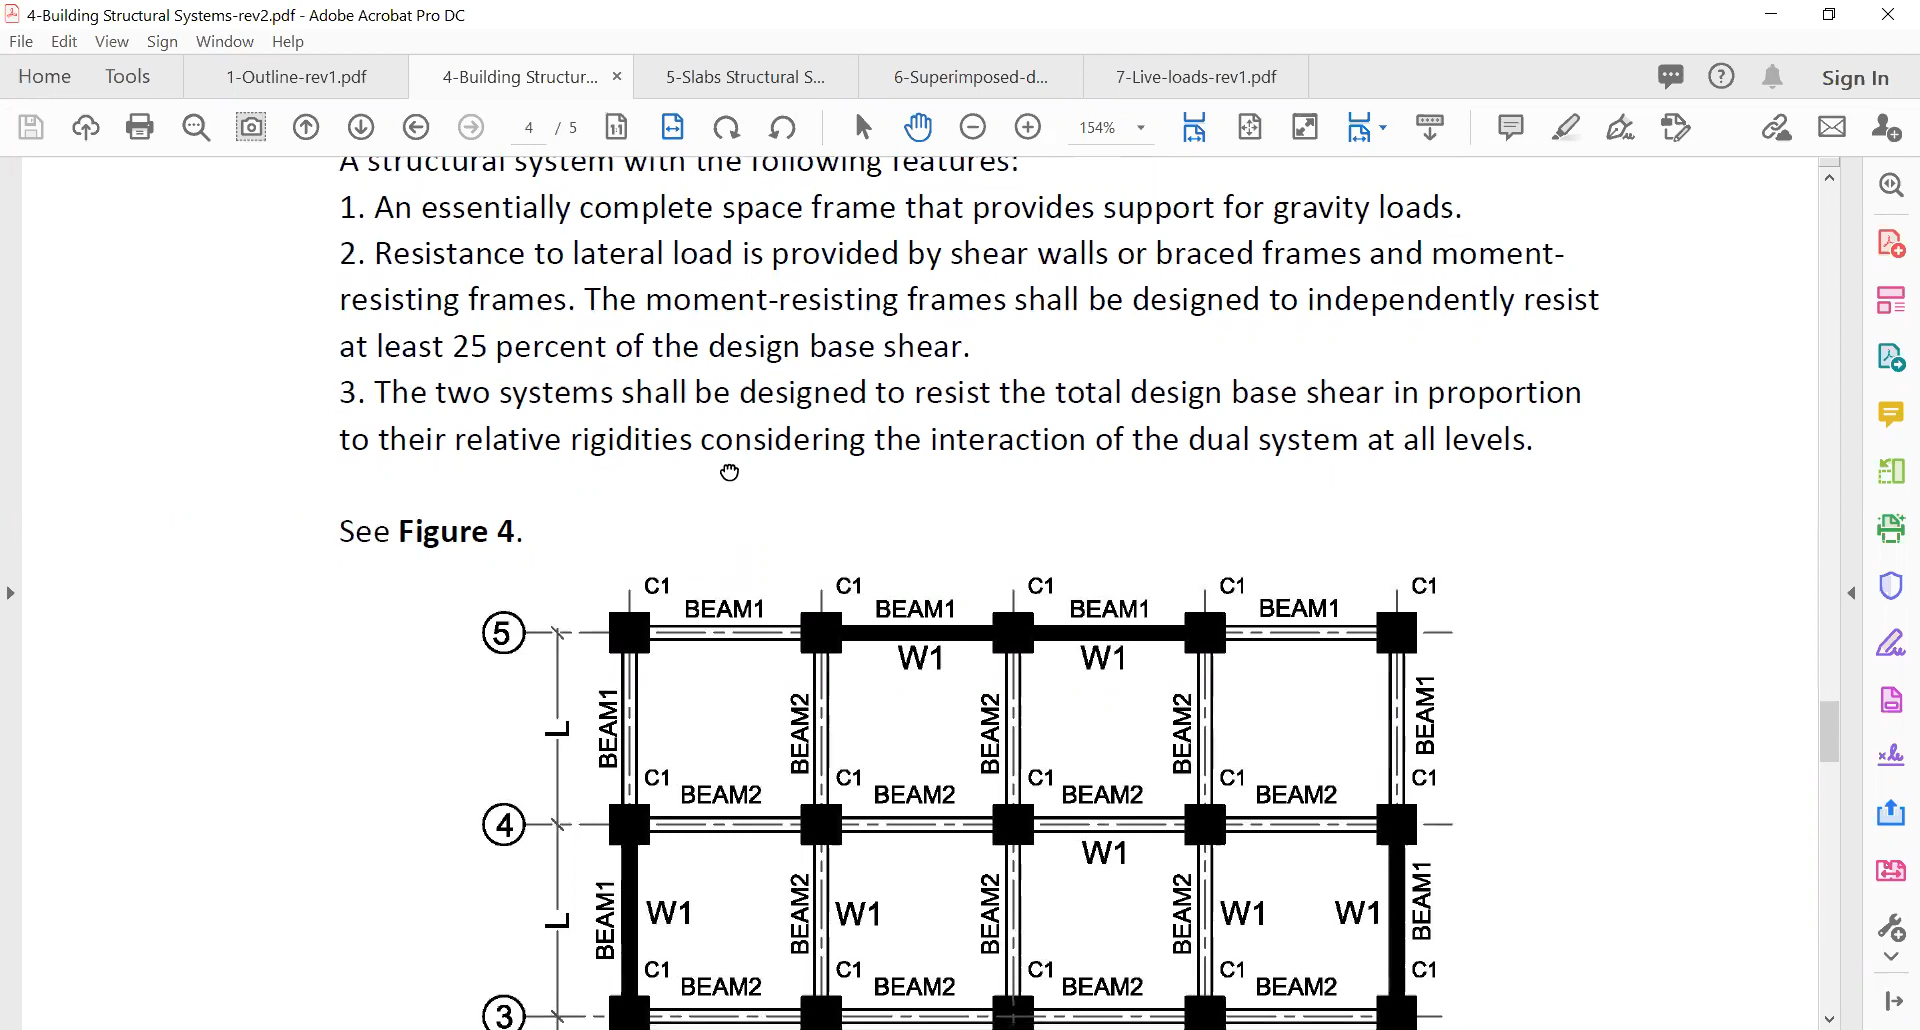 4-Building Structural Systems-rev2.pdf - Adobe Acrobat Pro DC
File Edit View Sign Window Help
Home Tools 1-Outline-rev1.pdf 4-Building Structur... × 5-Slabs Structural S... 6-Superimposed-d... 7-Live-loads-rev1.pdf Sign In
4 / 5 154%
A structural system with the following features:
1. An essentially complete space frame that provides support for gravity loads.
2. Resistance to lateral load is provided by shear walls or braced frames and moment-
resisting frames. The moment-resisting frames shall be designed to independently resist
at least 25 percent of the design base shear.
3. The two systems shall be designed to resist the total design base shear in proportion
to their relative rigidities considering the interaction of the dual system at all levels.
See Figure 4.
C1 C1 C1 C1 C1
BEAM1 BEAM1 BEAM1 BEAM1
5
W1 W1
L BEAM1 BEAM2 BEAM2 BEAM2 BEAM1
C1 C1 C1 C1 C1
BEAM2 BEAM2 BEAM2 BEAM2
4
W1
L BEAM1 W1 BEAM2 W1 BEAM2 BEAM2 W1 W1 BEAM1
C1 C1 C1 C1 C1
BEAM2 BEAM2 BEAM2 BEAM2
3